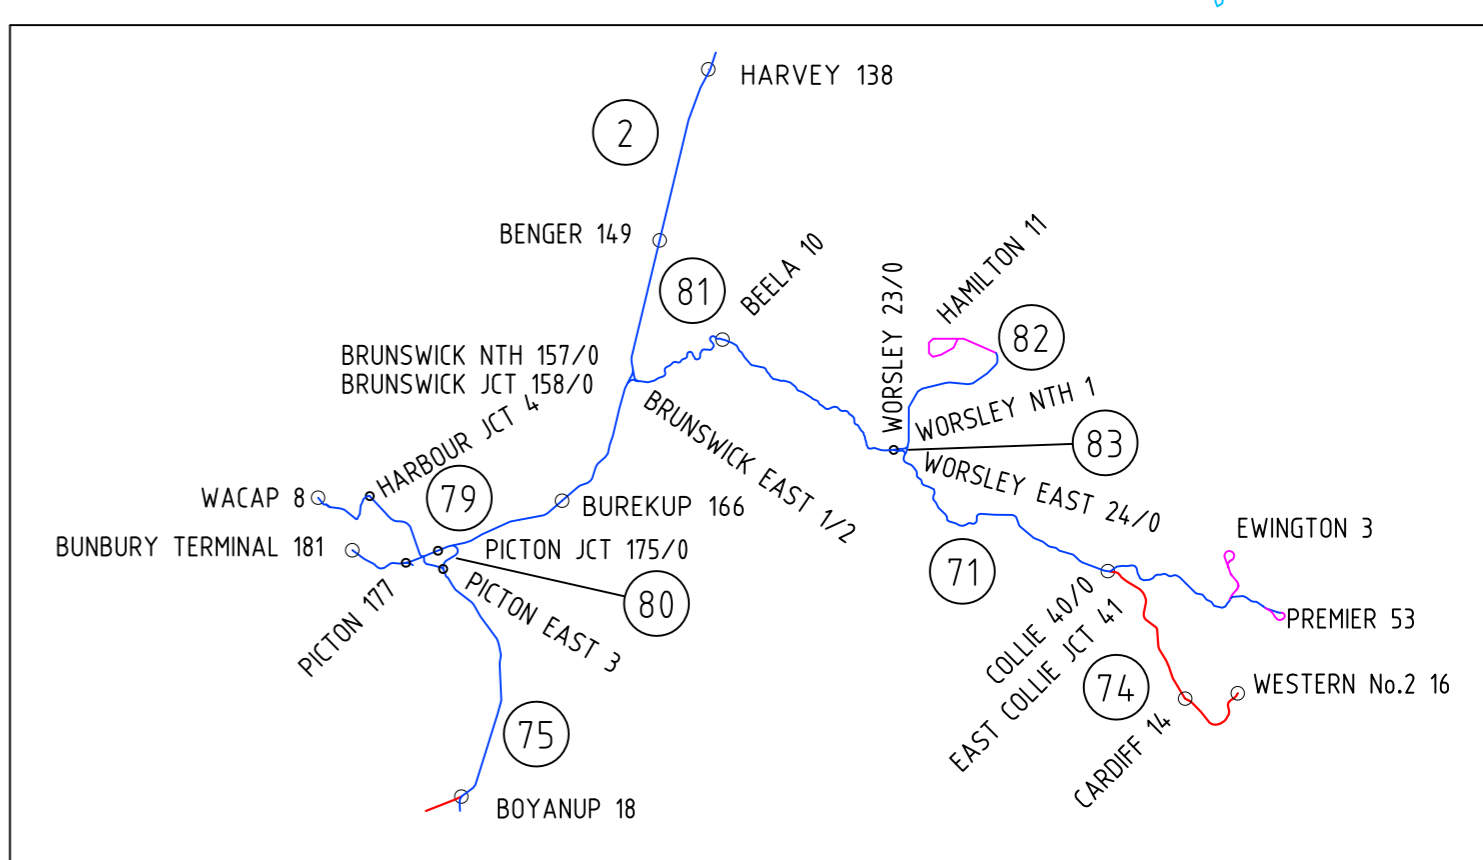 HARVEY 138
2
BENGER 149
81
BEELA 10
WORSLEY 23/0
HAMILTON 11
82
BRUNSWICK NTH 157/0
BRUNSWICK JCT 158/0
WORSLEY NTH 1
83
HARBOUR JCT 4
BRUNSWICK EAST 1/2
WORSLEY EAST 24/0
WACAP 8
79
BUREKUP 166
EWINGTON 3
BUNBURY TERMINAL 181
PICTON JCT 175/0
71
PICTON 177
PICTON EAST 3
80
COLLIE 40/0
EAST COLLIE JCT 41
PREMIER 53
74
WESTERN No.2 16
CARDIFF 14
75
BOYANUP 18